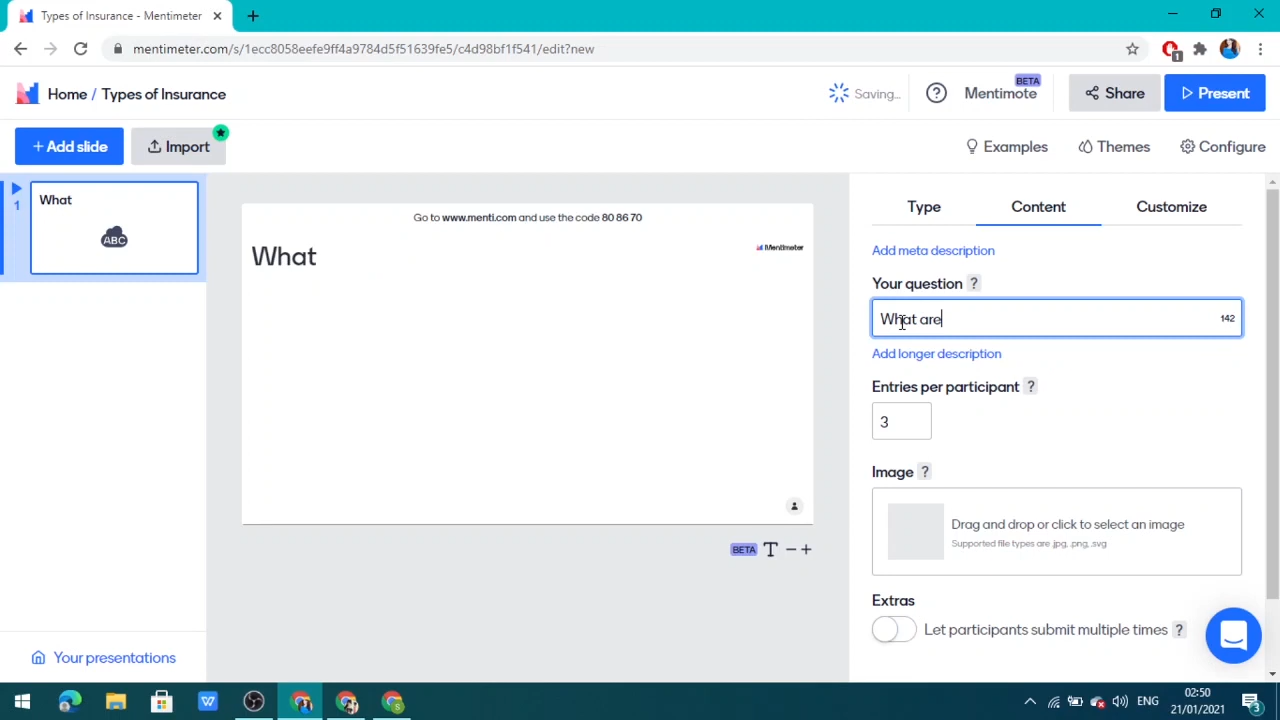 Types of Insurance - Mentimeter
mentimeter.com/s/1ecc8058eefe9ff4a9784d5f51639fe5/c4d98bf1f541/edit?new
1
Home / Types of Insurance
Saving...
Mentimote
BETA
Share
Present
+ Add slide
Import
Examples
Themes
Configure
1
What
ABC
Go to www.menti.com and use the code 80 86 70
What
Mentimeter
BETA
T
Type
Content
Customize
Add meta description
Your question ?
What are
142
Add longer description
Entries per participant ?
3
Image ?
Drag and drop or click to select an image
Supported file types are .jpg, .png, .svg
Extras
Let participants submit multiple times ?
Your presentations
ENG
02:50
21/01/2021
3